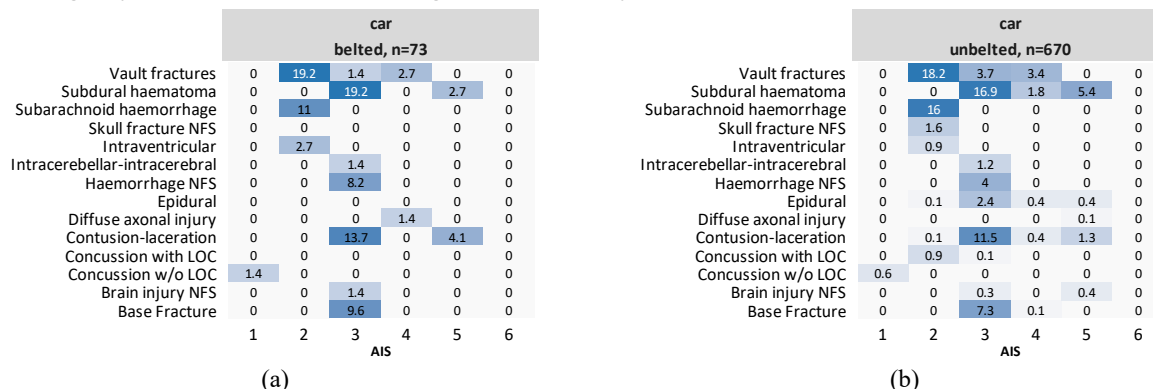 car
belted, n=73
Vault fractures 0 19.2 1.4 2.7 0 0
Subdural haematoma 0 0 19.2 0 2.7 0
Subarachnoid haemorrhage 0 11 0 0 0 0
Skull fracture NFS 0 0 0 0 0 0
Intraventricular 0 2.7 0 0 0 0
Intracerebellar-intracerebral 0 0 1.4 0 0 0
Haemorrhage NFS 0 0 8.2 0 0 0
Epidural 0 0 0 0 0 0
Diffuse axonal injury 0 0 0 1.4 0 0
Contusion-laceration 0 0 13.7 0 4.1 0
Concussion with LOC 0 0 0 0 0 0
Concussion w/o LOC 1.4 0 0 0 0 0
Brain injury NFS 0 0 1.4 0 0 0
Base Fracture 0 0 9.6 0 0 0
1 2 3 4 5 6
AIS
(a)
car
unbelted, n=670
Vault fractures 0 18.2 3.7 3.4 0 0
Subdural haematoma 0 0 16.9 1.8 5.4 0
Subarachnoid haemorrhage 0 16 0 0 0 0
Skull fracture NFS 0 1.6 0 0 0 0
Intraventricular 0 0.9 0 0 0 0
Intracerebellar-intracerebral 0 0 1.2 0 0 0
Haemorrhage NFS 0 0 4 0 0 0
Epidural 0 0.1 2.4 0.4 0.4 0
Diffuse axonal injury 0 0 0 0 0.1 0
Contusion-laceration 0 0.1 11.5 0.4 1.3 0
Concussion with LOC 0 0.9 0.1 0 0 0
Concussion w/o LOC 0.6 0 0 0 0 0
Brain injury NFS 0 0 0.3 0 0.4 0
Base Fracture 0 0 7.3 0.1 0 0
1 2 3 4 5 6
AIS
(b)